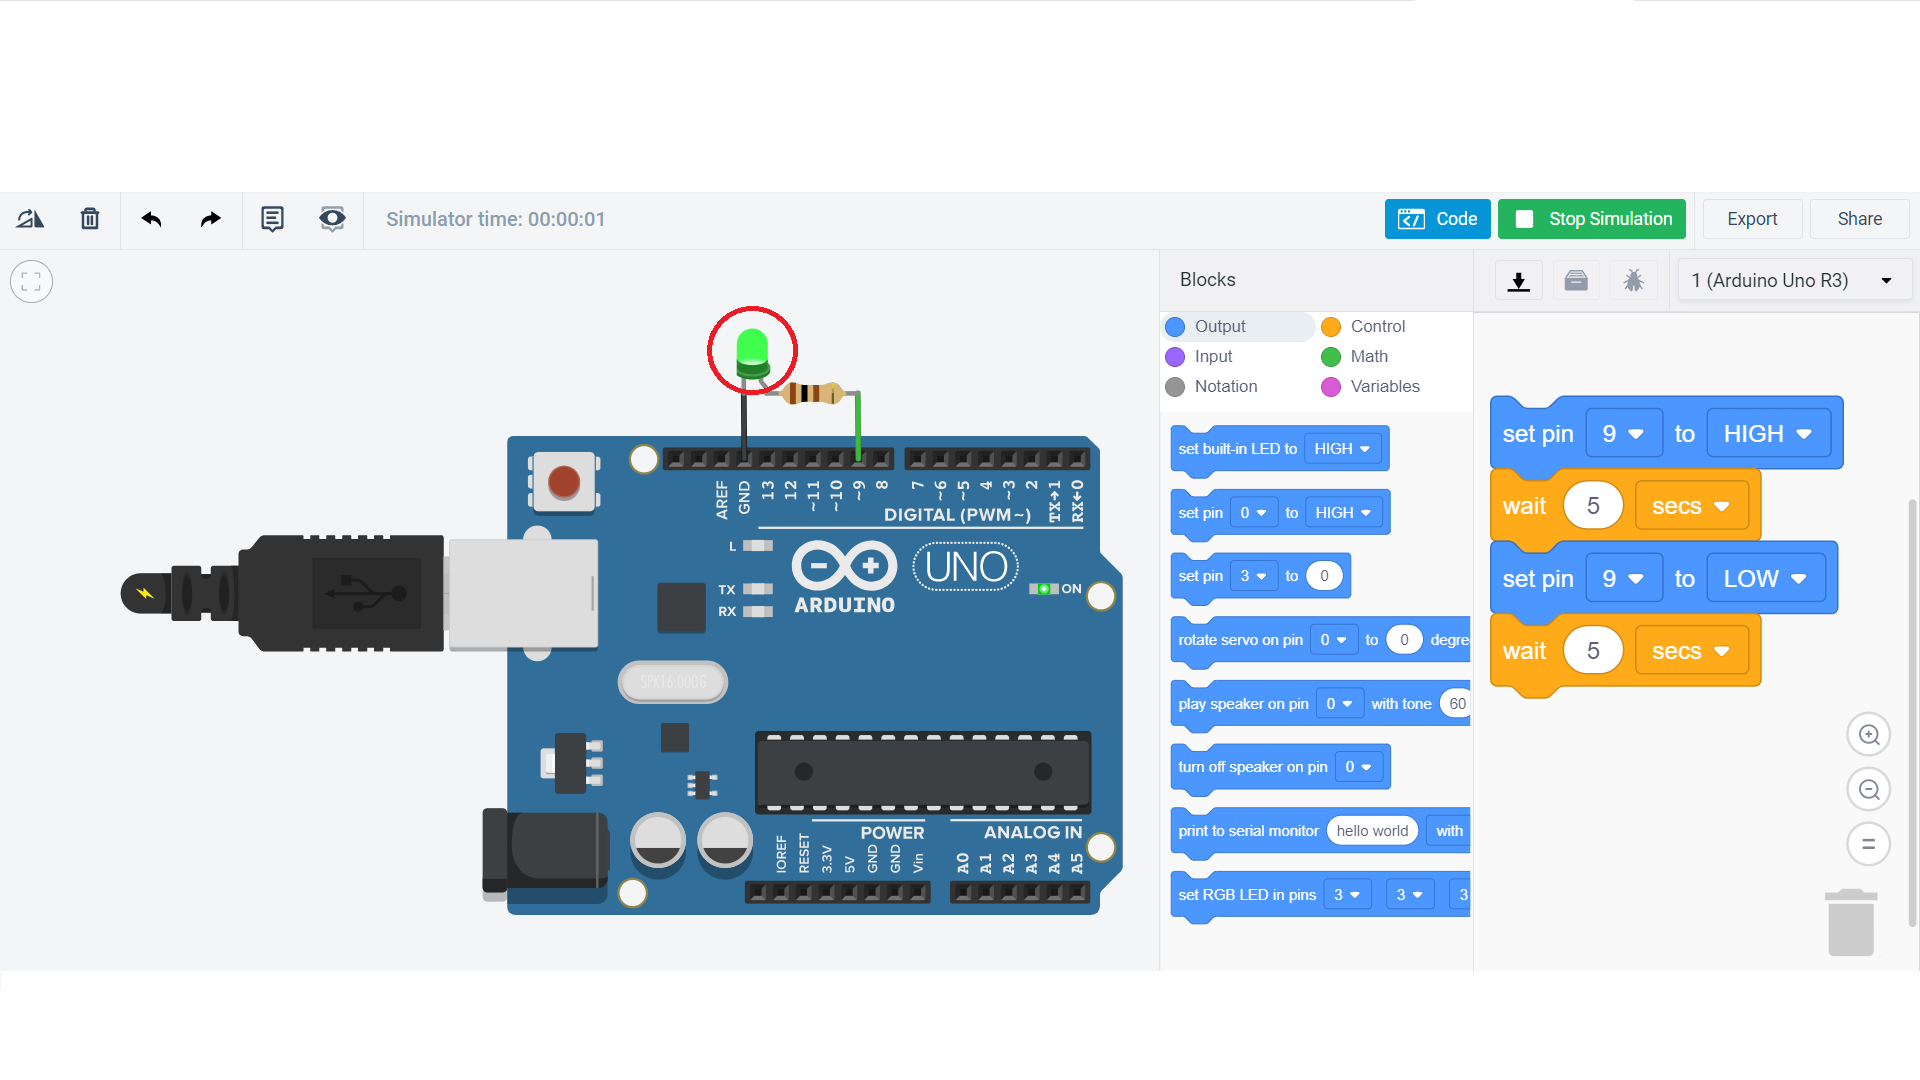 Simulator time: 00:00:01
Code
Stop Simulation
Export
Share
Blocks
1 (Arduino Uno R3)
Output
Control
Input
Math
Notation
Variables
set built-in LED to HIGH
set pin 0 to HIGH
set pin 3 to 0
rotate servo on pin 0 to 0 degre
play speaker on pin 0 with tone 60
turn off speaker on pin 0
print to serial monitor hello world with
set RGB LED in pins 3 3 3
set pin 9 to HIGH
wait 5 secs
set pin 9 to LOW
wait 5 secs
AREF GND 13 12 ~11 ~10 ~9 8 7 ~6 ~5 4 ~3 2 TX→1 RX←0
DIGITAL (PWM~)
L
TX
RX
ARDUINO
UNO
ON
SPK16.000G
POWER
ANALOG IN
IOREF RESET 3.3V 5V GND GND Vin A0 A1 A2 A3 A4 A5